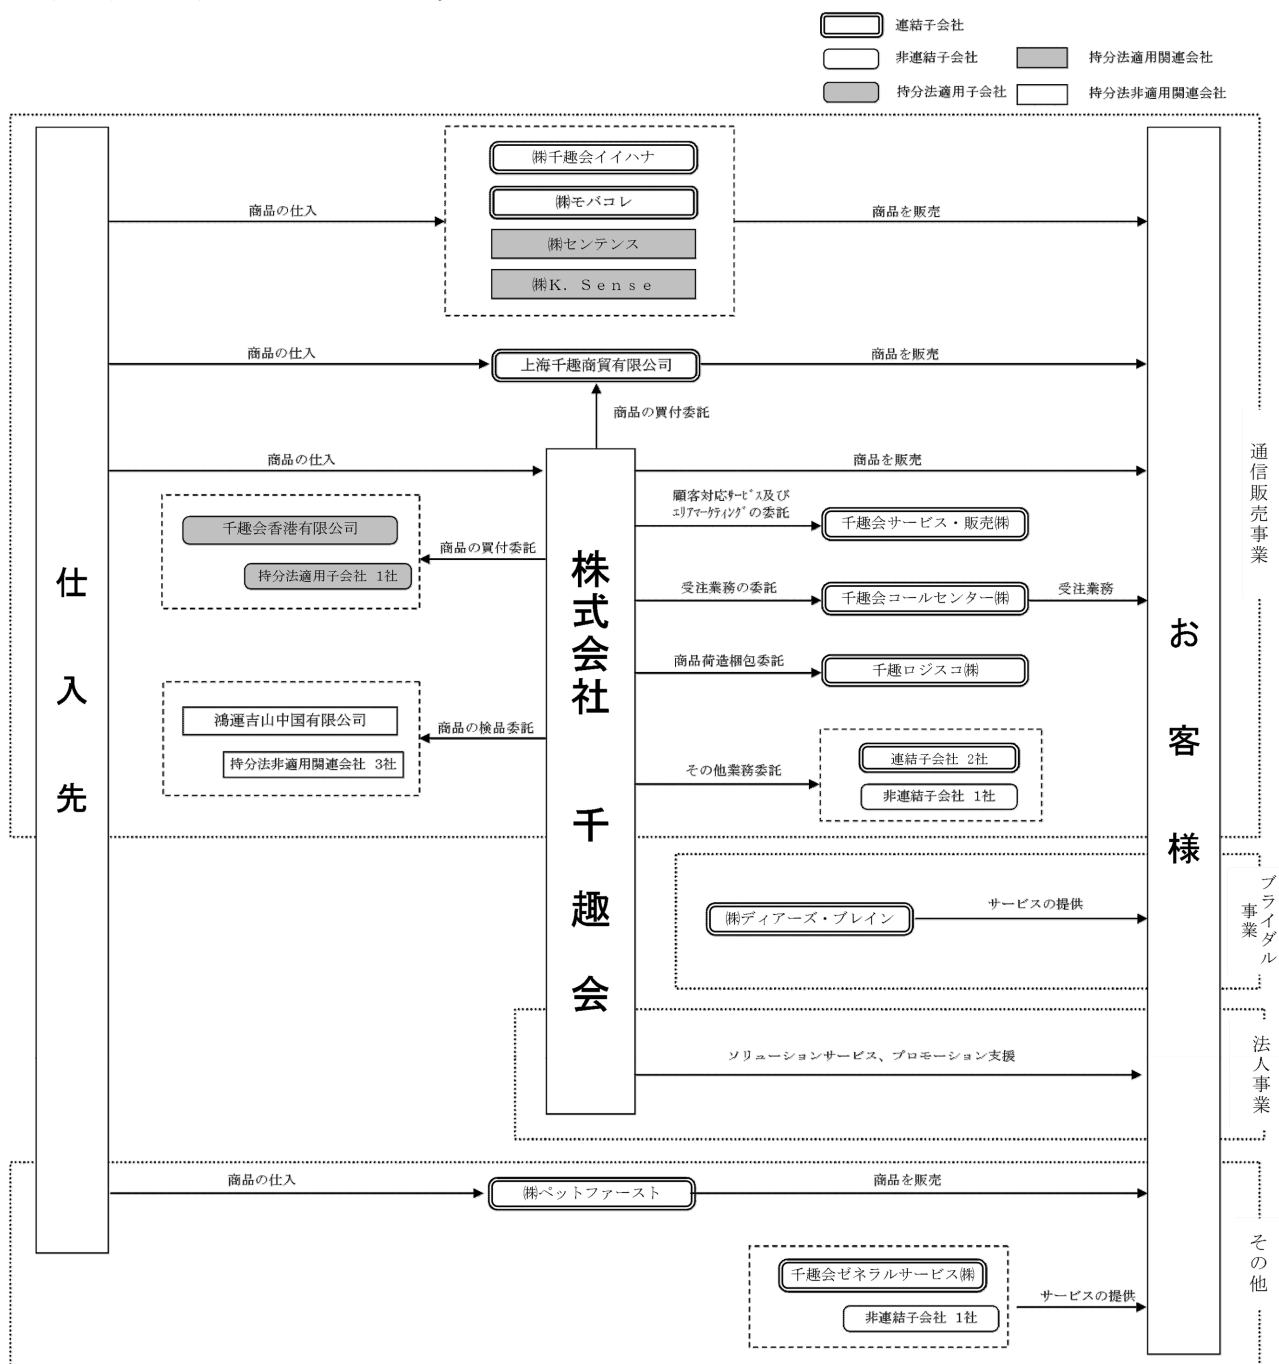 連結子会社
非連結子会社
持分法適用関連会社
持分法適用子会社
持分法非適用関連会社
仕入先
お客様
株式会社 千趣会
㈱千趣会イイハナ
㈱モバコレ
㈱センテンス
㈱K. Sense
商品の仕入
商品を販売
商品の仕入
上海千趣商貿有限公司
商品を販売
商品の買付委託
商品の仕入
商品を販売
千趣会香港有限公司
持分法適用子会社 1社
商品の買付委託
顧客対応ｻｰﾋﾞｽ及び
ｴﾘｱﾏｰｹﾃｨﾝｸﾞの委託
千趣会サービス・販売㈱
受注業務の委託
千趣会コールセンター㈱
受注業務
商品荷造梱包委託
千趣ロジスコ㈱
鴻運吉山中国有限公司
持分法非適用関連会社 3社
商品の検品委託
その他業務委託
連結子会社 2社
非連結子会社 1社
通信販売事業
㈱ディアーズ・ブレイン
サービスの提供
ブライダル
事業
ソリューションサービス、プロモーション支援
法人事業
商品の仕入
㈱ペットファースト
商品を販売
千趣会ゼネラルサービス㈱
非連結子会社 1社
サービスの提供
その他